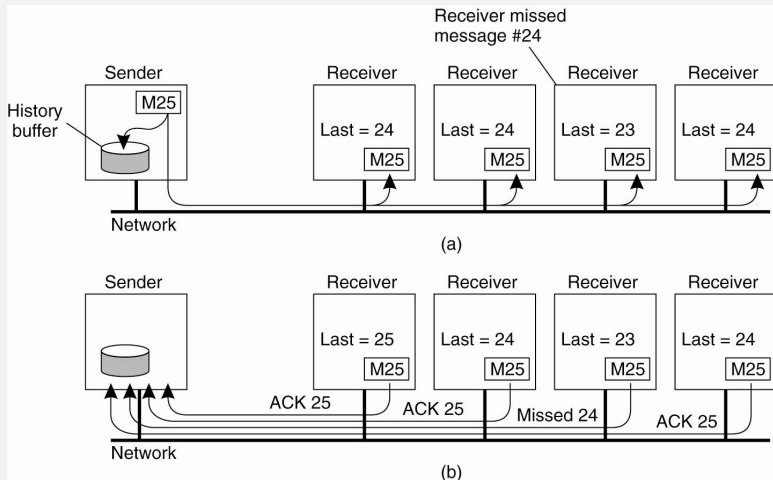 Receiver missed
message #24
Sender
Receiver
Receiver
Receiver
Receiver
History
buffer
M25
Last = 24
Last = 24
Last = 23
Last = 24
M25
M25
M25
M25
Network
(a)
Sender
Receiver
Receiver
Receiver
Receiver
Last = 25
Last = 24
Last = 23
Last = 24
M25
M25
M25
M25
ACK 25
ACK 25
Missed 24
ACK 25
Network
(b)